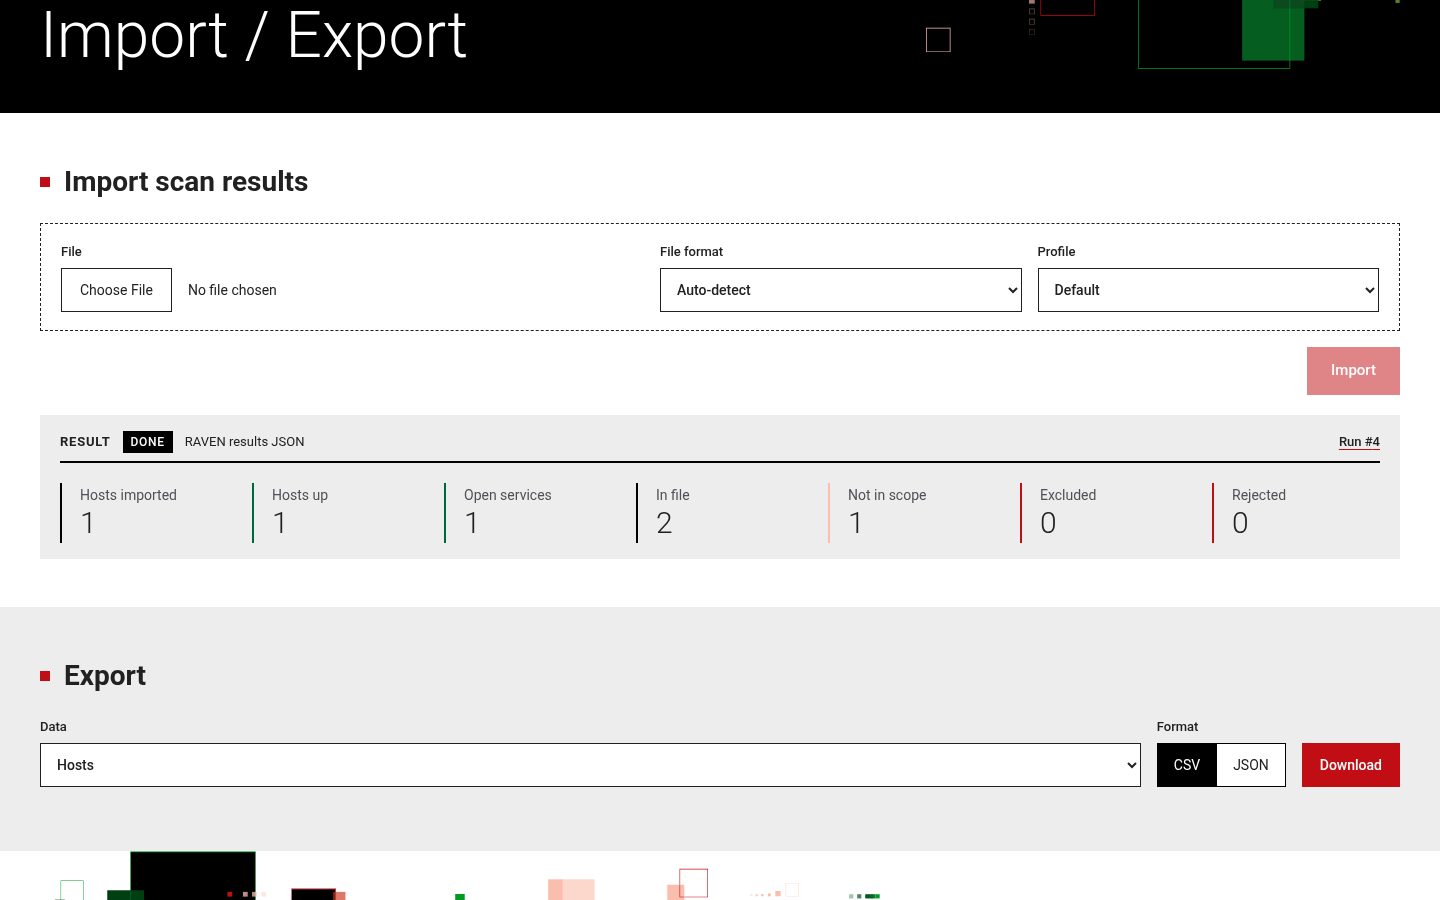 Import / Export
Import scan results
File
File format
Profile
Choose File
No file chosen
Auto-detect
Default
Import
RESULT
DONE
RAVEN results JSON
Run #4
Hosts imported
1
Hosts up
1
Open services
1
In file
2
Not in scope
1
Excluded
0
Rejected
0
Export
Data
Format
Hosts
CSV
JSON
Download